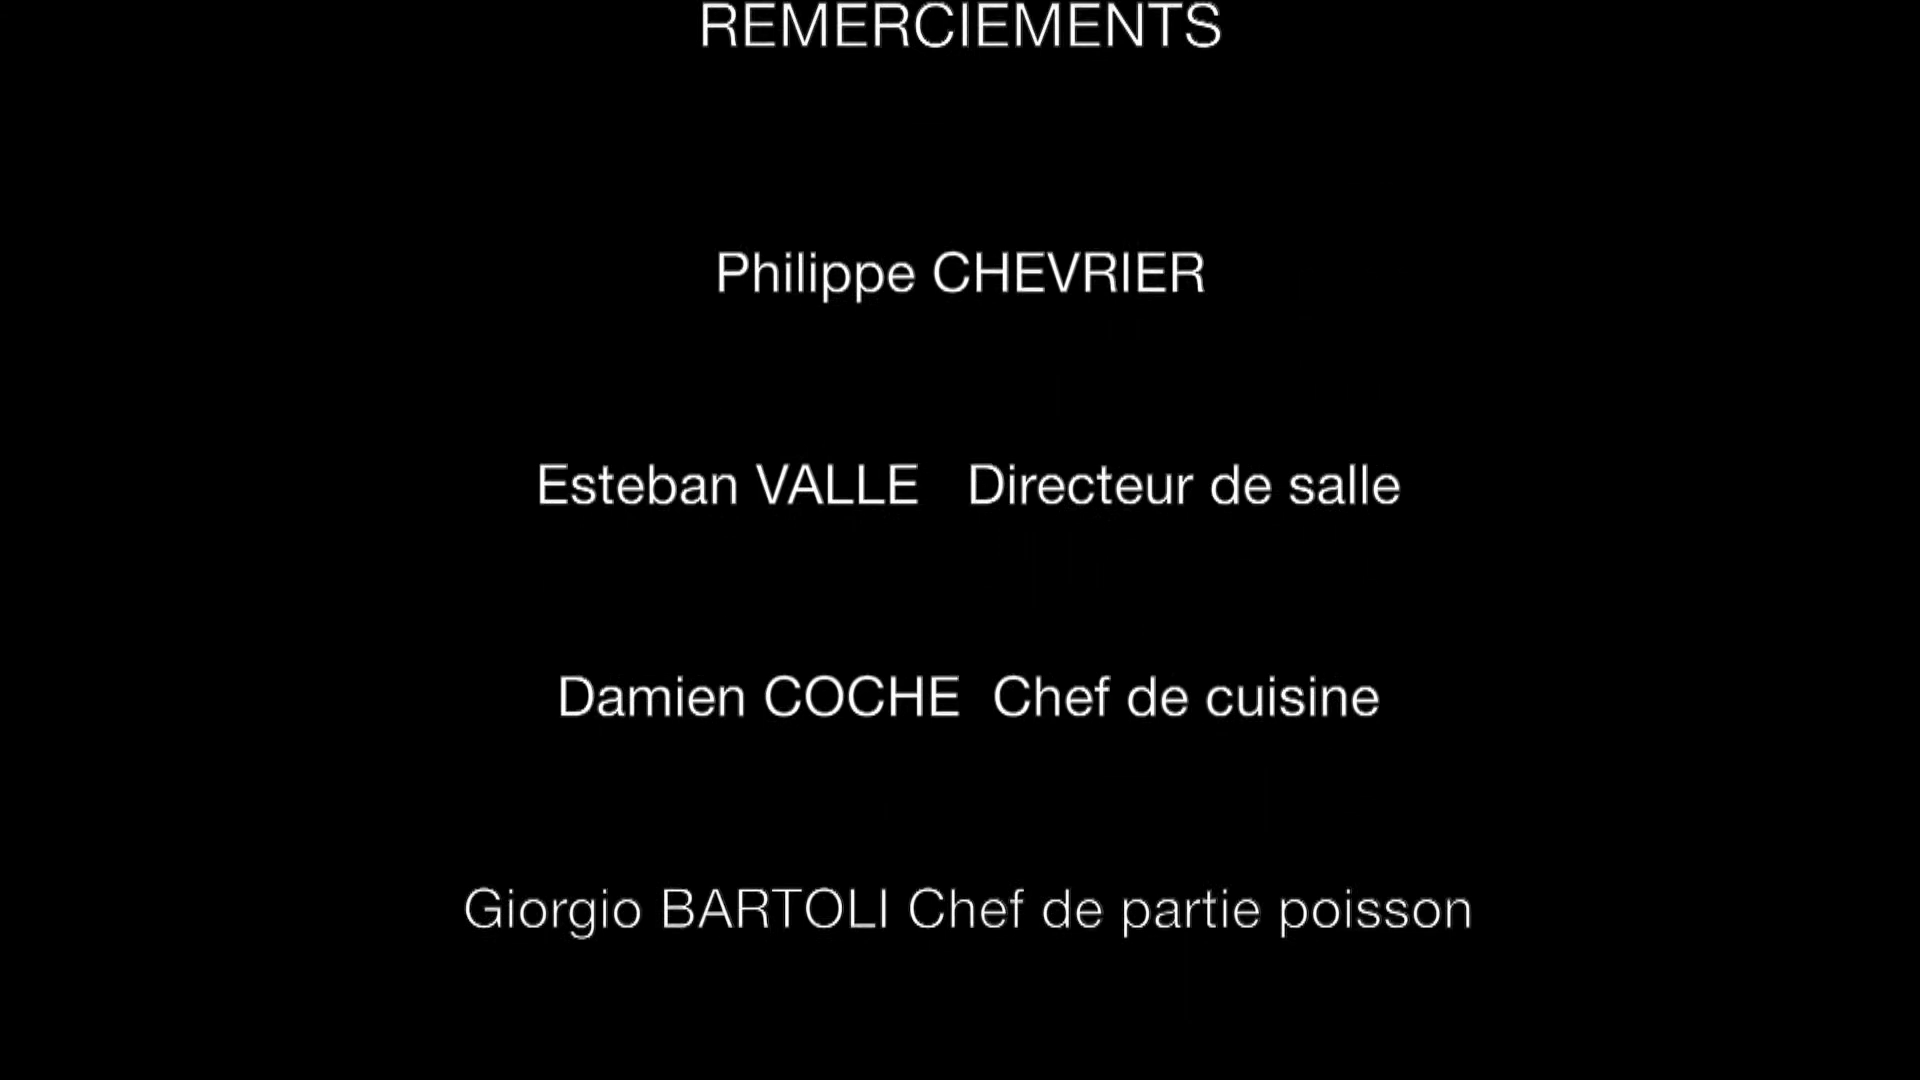 REMERCIEMENTS
Philippe CHEVRIER
Esteban VALLE Directeur de salle
Damien COCHE Chef de cuisine
Giorgio BARTOLI Chef de partie poisson